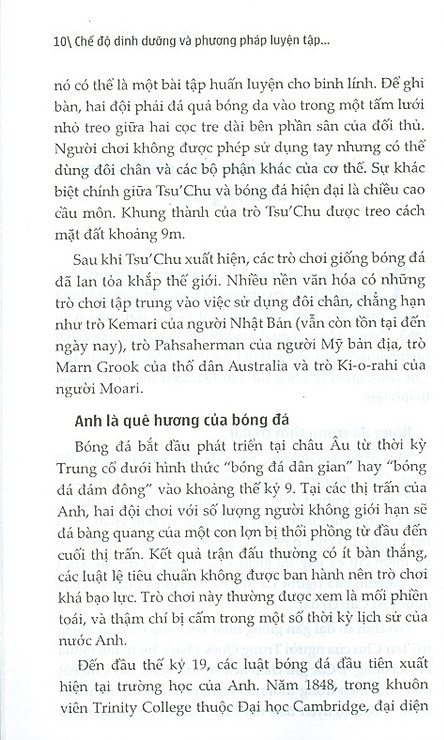 10\ Chế độ dinh dưỡng và phương pháp luyện tập...
nó có thể là một bài tập huấn luyện cho binh lính. Để ghi
bàn, hai đội phải đá quả bóng da vào trong một tấm lưới
nhỏ treo giữa hai cọc tre dài bên phần sân của đối thủ.
Người chơi không được phép sử dụng tay nhưng có thể
dùng đôi chân và các bộ phận khác của cơ thể. Sự khác
biệt chính giữa Tsu’Chu và bóng đá hiện đại là chiều cao
cầu môn. Khung thành của trò Tsu’Chu được treo cách
mặt đất khoảng 9m.
Sau khi Tsu’Chu xuất hiện, các trò chơi giống bóng đá
đã lan tỏa khắp thế giới. Nhiều nền văn hóa có những
trò chơi tập trung vào việc sử dụng đôi chân, chẳng hạn
như trò Kemari của người Nhật Bản (vẫn còn tồn tại đến
ngày nay), trò Pahsaherman của người Mỹ bản địa, trò
Marn Grook của thổ dân Australia và trò Ki-o-rahi của
người Moari.
Anh là quê hương của bóng đá
Bóng đá bắt đầu phát triển tại châu Âu từ thời kỳ
Trung cổ dưới hình thức “bóng đá dân gian” hay “bóng
đá đám đông” vào khoảng thế kỷ 9. Tại các thị trấn của
Anh, hai đội chơi với số lượng người không giới hạn sẽ
đá bàng quang của một con lợn bị thổi phồng từ đầu đến
cuối thị trấn. Kết quả trận đấu thường có ít bàn thắng,
các luật lệ tiêu chuẩn không được ban hành nên trò chơi
khá bạo lực. Trò chơi này thường được xem là mối phiền
toái, và thậm chí bị cấm trong một số thời kỳ lịch sử của
nước Anh.
Đến đầu thế kỷ 19, các luật bóng đá đầu tiên xuất
hiện tại trường học của Anh. Năm 1848, trong khuôn
viên Trinity College thuộc Đại học Cambridge, đại diện